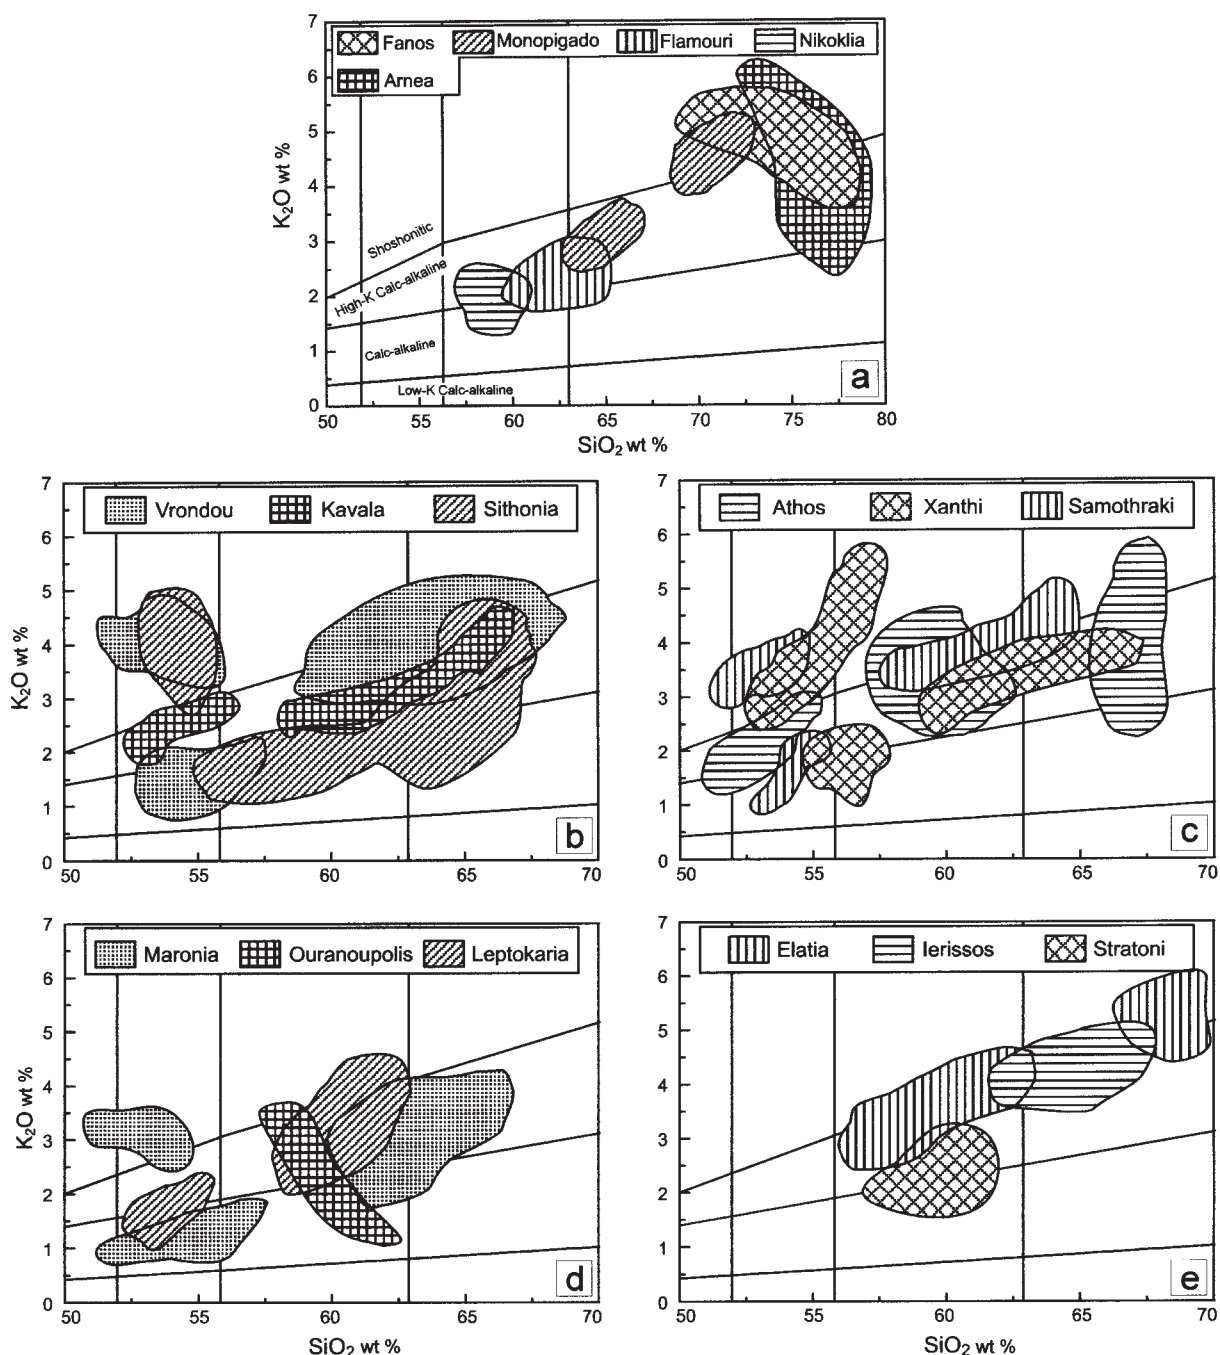 7
Fanos Monopigado Flamouri Nikoklia
6
Arnea
5
K2O wt %
4
3
Shoshonitic
High-K Calc-alkaline
2
Calc-alkaline
1
Low-K Calc-alkaline
a
0
50 55 60 65 70 75 80
SiO2 wt %
7
Vrondou Kavala Sithonia
6
5
4
K2O wt %
3
2
1
b
0
50 55 60 65 70
7
Athos Xanthi Samothraki
6
5
4
3
2
1
c
0
50 55 60 65 70
7
Maronia Ouranoupolis Leptokaria
6
5
4
K2O wt %
3
2
1
d
0
50 55 60 65 70
SiO2 wt %
7
Elatia Ierissos Stratoni
6
5
4
3
2
1
e
0
50 55 60 65 70
SiO2 wt %